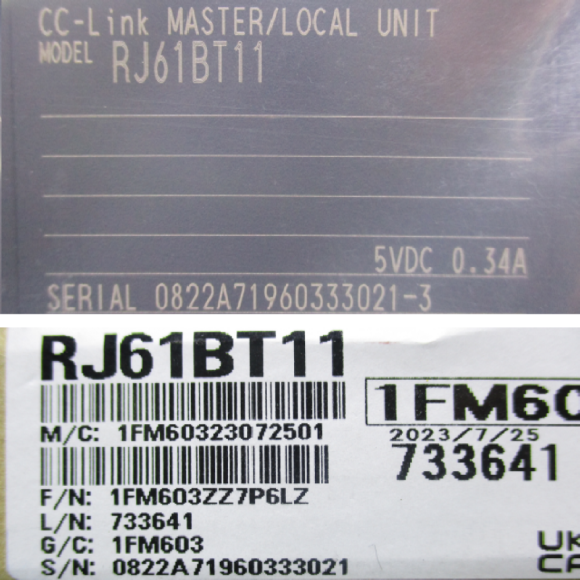 CC-Link MASTER/LOCAL UNIT
MODEL RJ61BT11
5VDC 0.34A
SERIAL 0822A71960333021-3
RJ61BT11
1FM60
M/C: 1FM60323072501
2023/7/25
733641
F/N: 1FM603ZZ7P6LZ
L/N: 733641
G/C: 1FM603
S/N: 0822A71960333021
UK
CA